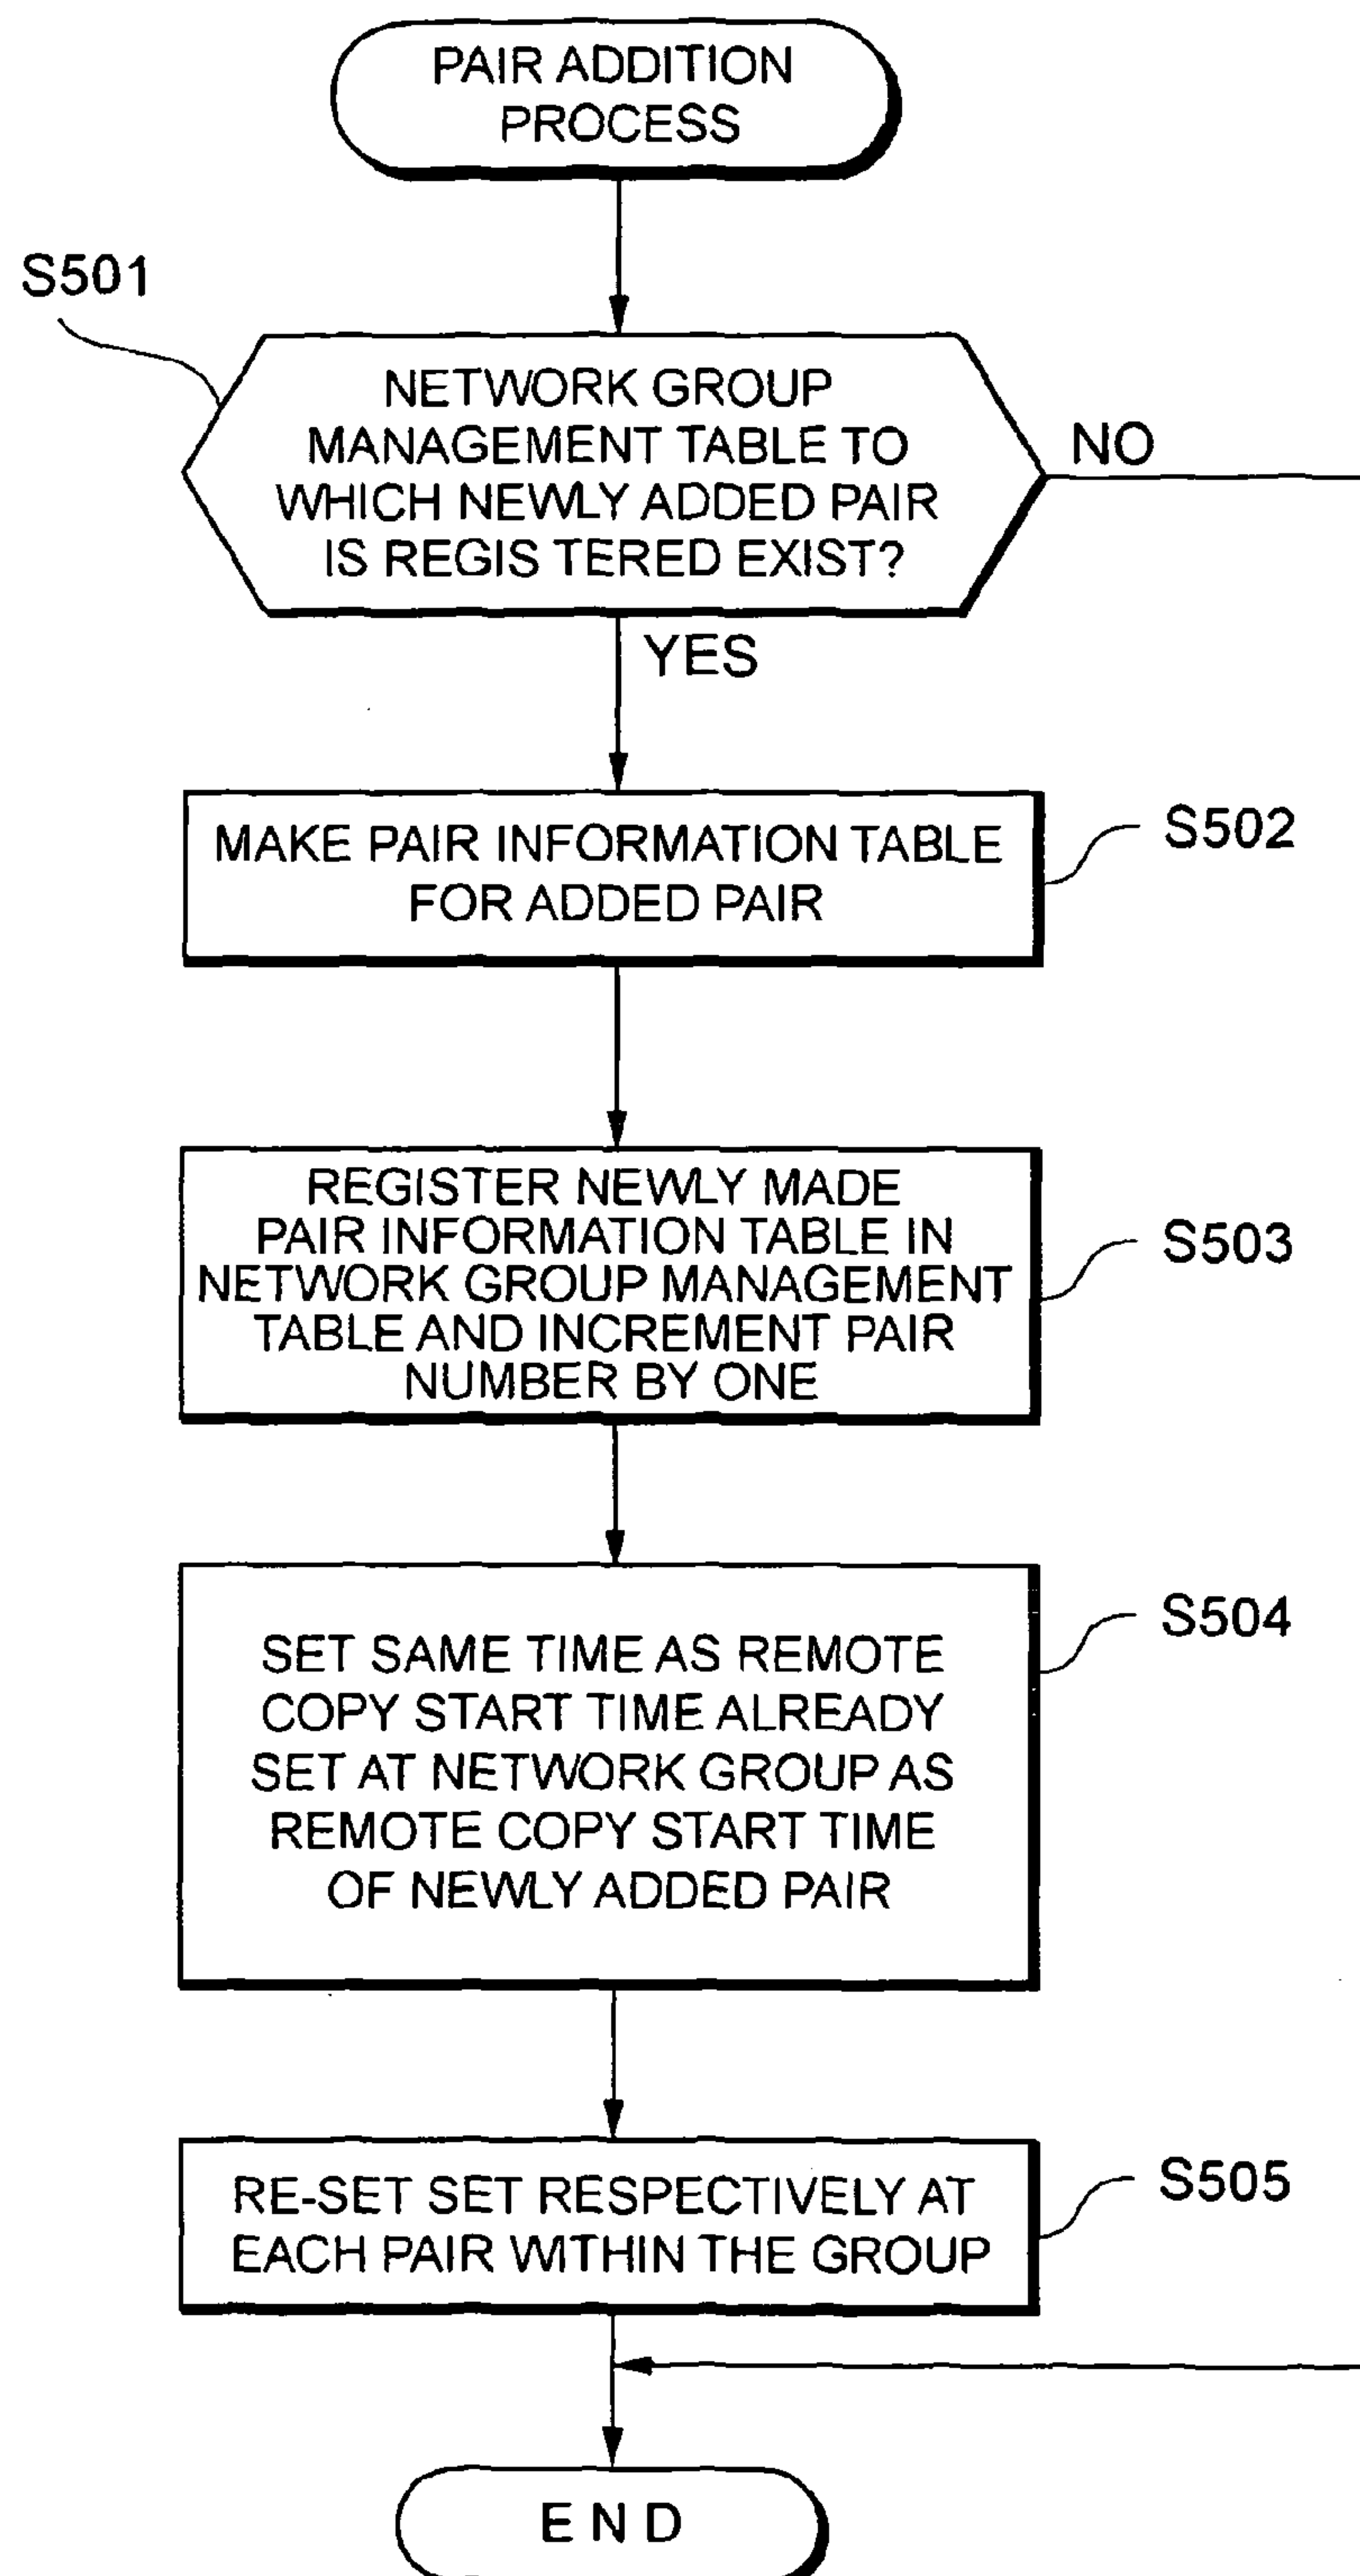 PAIR ADDITION
PROCESS
S501
NETWORK GROUP
MANAGEMENT TABLE TO
WHICH NEWLY ADDED PAIR
IS REGIS TERED EXIST?
NO
YES
MAKE PAIR INFORMATION TABLE
FOR ADDED PAIR
S502
REGISTER NEWLY MADE
PAIR INFORMATION TABLE IN
NETWORK GROUP MANAGEMENT
TABLE AND INCREMENT PAIR
NUMBER BY ONE
S503
SET SAME TIME AS REMOTE
COPY START TIME ALREADY
SET AT NETWORK GROUP AS
REMOTE COPY START TIME
OF NEWLY ADDED PAIR
S504
RE-SET SET RESPECTIVELY AT
EACH PAIR WITHIN THE GROUP
S505
E N D